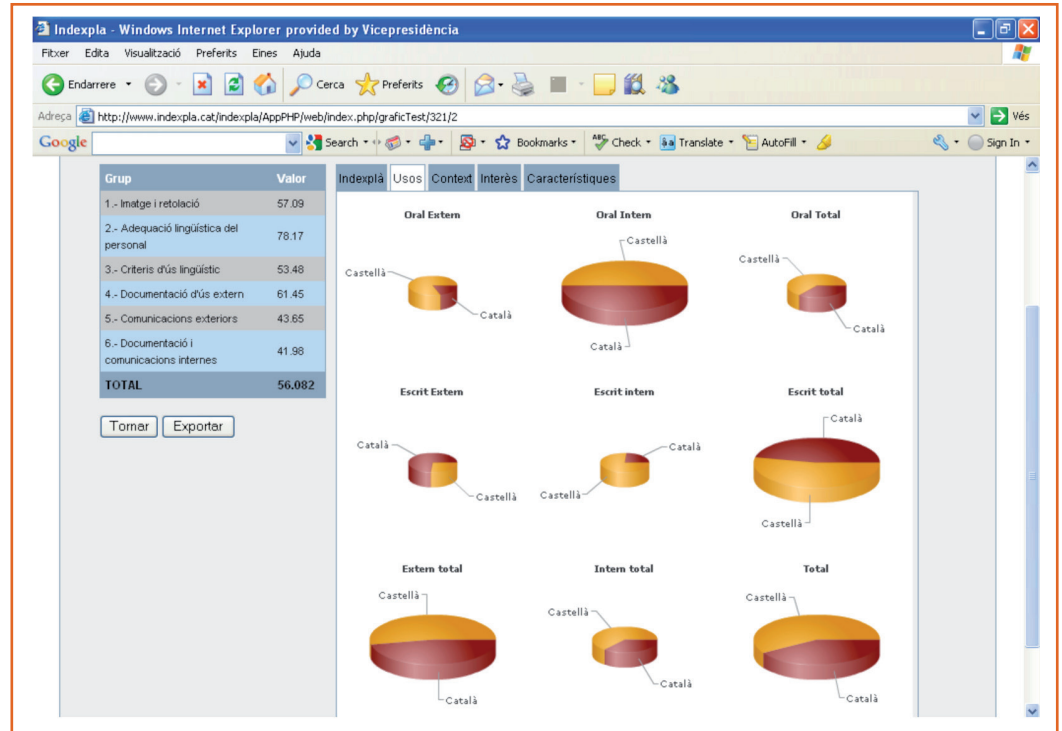 Indexpla - Windows Internet Explorer provided by Vicepresidència
Fitxer Edita Visualització Preferits Eines Ajuda
Endarrere Cerca Preferits
Adreça http://www.indexpla.cat/indexpla/AppPHP/web/index.php/graficTest/321/2 Vés
Google Search Bookmarks ABC Check Translate AutoFill Sign In
Grup Valor
1.- Imatge i retolació 57.09
2.- Adequació lingüística del
personal 78.17
3.- Criteris d'ús lingüístic 53.48
4.- Documentació d'ús extern 61.45
5.- Comunicacions exteriors 43.65
6.- Documentació i
comunicacions internes 41.98
TOTAL 56.082
Tornar Exportar
Indexplà Usos Context Interès Característiques
Oral Extern Oral Intern Oral Total
Castellà
Català
Castellà
Català
Castellà
Català
Escrit Extern Escrit intern Escrit total
Català
Castellà
Català
Castellà
Català
Castellà
Extern total Intern total Total
Castellà
Català
Castellà
Català
Castellà
Català